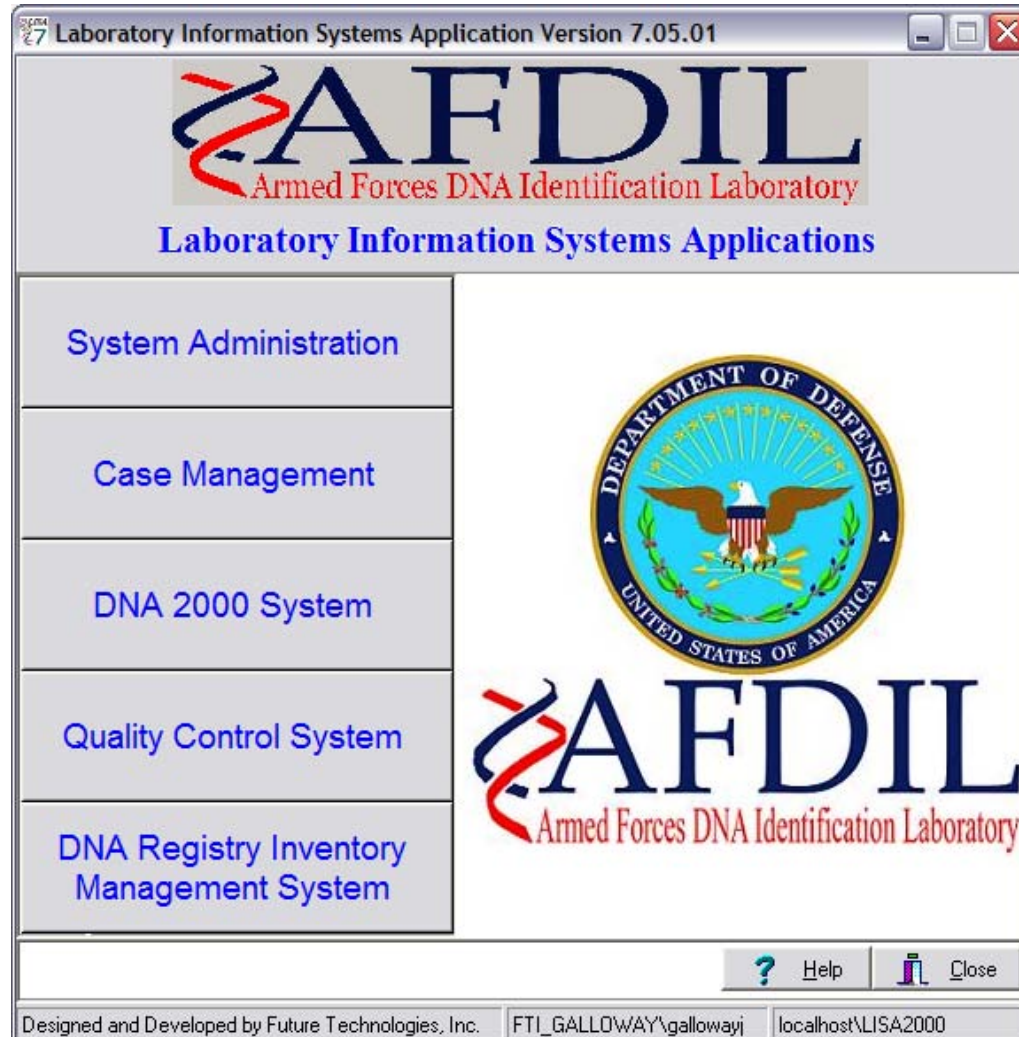 Laboratory Information Systems Application Version 7.05.01
AFDIL
Armed Forces DNA Identification Laboratory
Laboratory Information Systems Applications
System Administration
Case Management
DNA 2000 System
Quality Control System
DNA Registry Inventory
Management System
DEPARTMENT OF DEFENSE
UNITED STATES OF AMERICA
AFDIL
Armed Forces DNA Identification Laboratory
? Help
Close
Designed and Developed by Future Technologies, Inc.
FTI_GALLOWAY\gallowayj
localhost\LISA2000